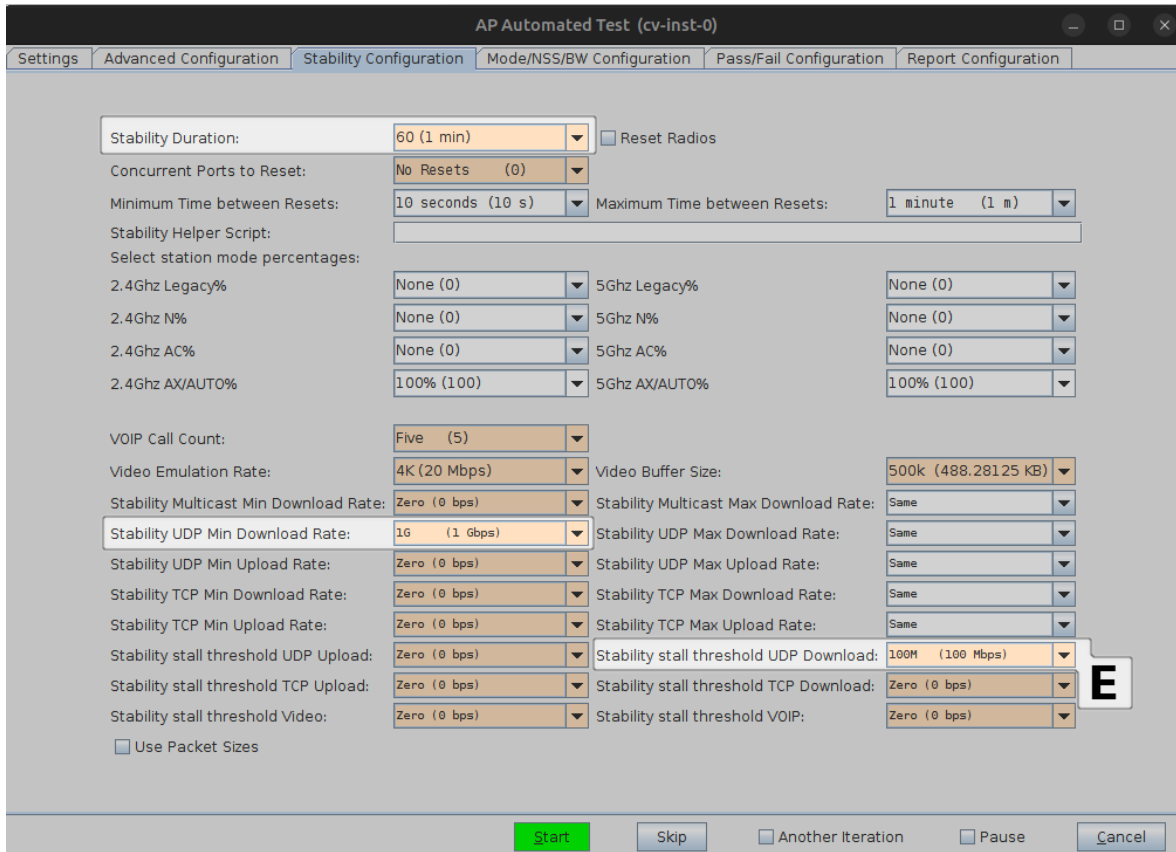 AP Automated Test (cv-inst-0)
Settings Advanced Configuration Stability Configuration Mode/NSS/BW Configuration Pass/Fail Configuration Report Configuration
Stability Duration: 60 (1 min) Reset Radios
Concurrent Ports to Reset: No Resets (0)
Minimum Time between Resets: 10 seconds (10 s) Maximum Time between Resets: 1 minute (1 m)
Stability Helper Script:
Select station mode percentages:
2.4Ghz Legacy% None (0) 5Ghz Legacy% None (0)
2.4Ghz N% None (0) 5Ghz N% None (0)
2.4Ghz AC% None (0) 5Ghz AC% None (0)
2.4Ghz AX/AUTO% 100% (100) 5Ghz AX/AUTO% 100% (100)
VOIP Call Count: Five (5)
Video Emulation Rate: 4K (20 Mbps) Video Buffer Size: 500k (488.28125 KB)
Stability Multicast Min Download Rate: Zero (0 bps) Stability Multicast Max Download Rate: Same
Stability UDP Min Download Rate: 1G (1 Gbps) Stability UDP Max Download Rate: Same
Stability UDP Min Upload Rate: Zero (0 bps) Stability UDP Max Upload Rate: Same
Stability TCP Min Download Rate: Zero (0 bps) Stability TCP Max Download Rate: Same
Stability TCP Min Upload Rate: Zero (0 bps) Stability TCP Max Upload Rate: Same
Stability stall threshold UDP Upload: Zero (0 bps) Stability stall threshold UDP Download: 100M (100 Mbps)
E
Stability stall threshold TCP Upload: Zero (0 bps) Stability stall threshold TCP Download: Zero (0 bps)
Stability stall threshold Video: Zero (0 bps) Stability stall threshold VOIP: Zero (0 bps)
Use Packet Sizes
Start Skip Another Iteration Pause Cancel